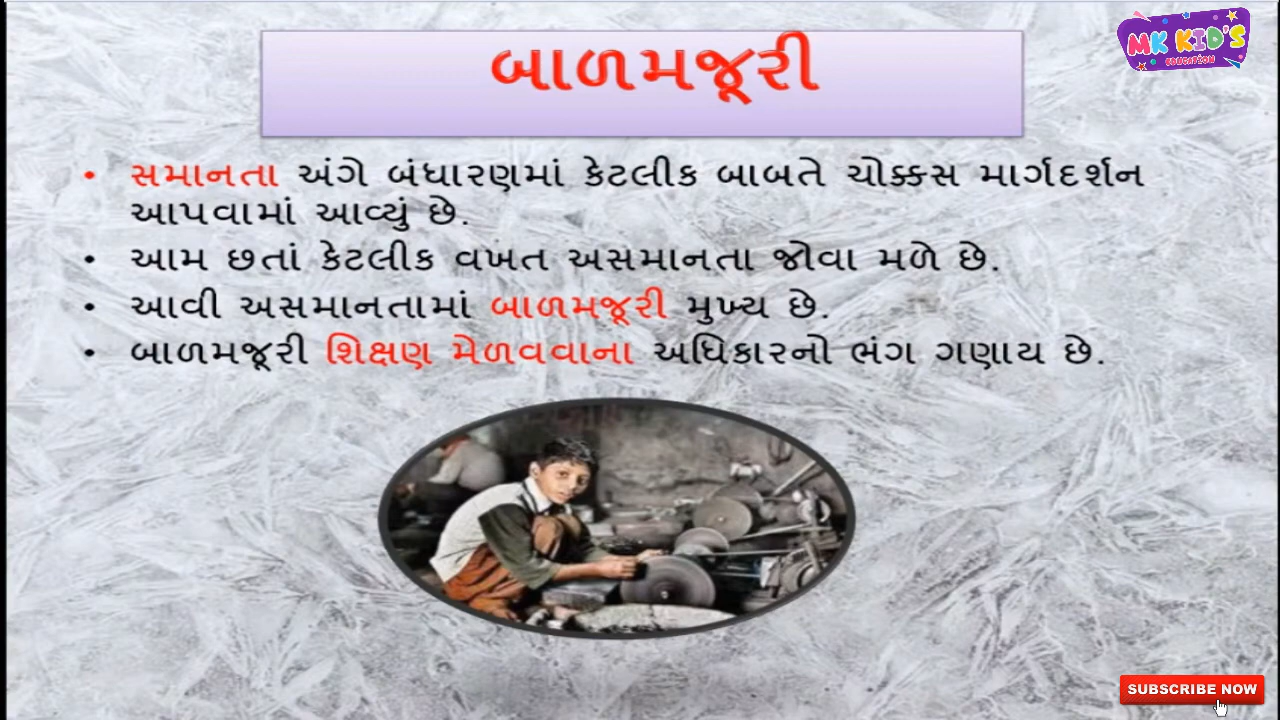 MK KID'S
EDUCATION
બાળમજૂરી
• સમાનતા અંગે બંધારણમાં કેટલીક બાબતે ચોક્કસ માર્ગદર્શન
આપવામાં આવ્યું છે.
• આમ છતાં કેટલીક વખત અસમાનતા જોવા મળે છે.
• આવી અસમાનતામાં બાળમજૂરી મુખ્ય છે.
• બાળમજૂરી શિક્ષણ મેળવવાના અધિકારનો ભંગ ગણાય છે.
SUBSCRIBE NOW